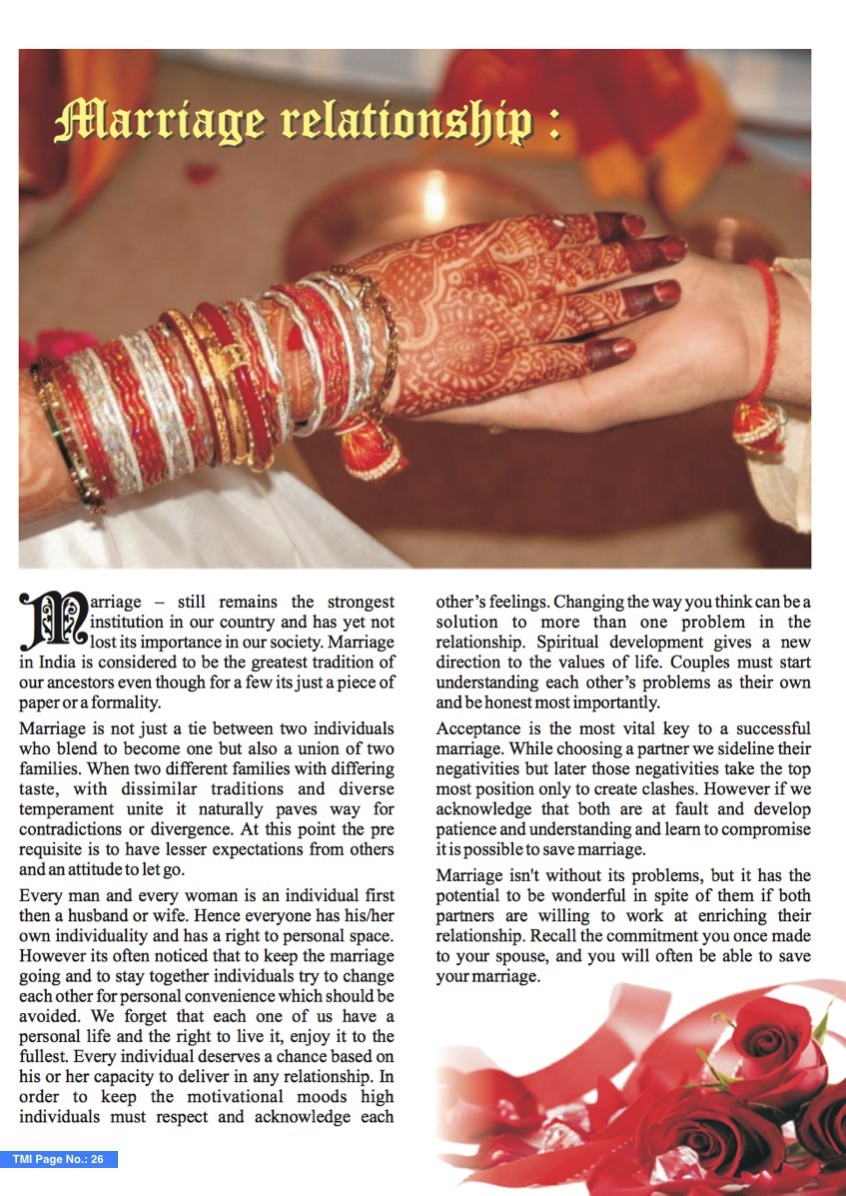 Marriage relationship :
Marriage – still remains the strongest
institution in our country and has yet not
lost its importance in our society. Marriage
in India is considered to be the greatest tradition of
our ancestors even though for a few its just a piece of
paper or a formality.
Marriage is not just a tie between two individuals
who blend to become one but also a union of two
families. When two different families with differing
taste, with dissimilar traditions and diverse
temperament unite it naturally paves way for
contradictions or divergence. At this point the pre
requisite is to have lesser expectations from others
and an attitude to let go.
Every man and every woman is an individual first
then a husband or wife. Hence everyone has his/her
own individuality and has a right to personal space.
However its often noticed that to keep the marriage
going and to stay together individuals try to change
each other for personal convenience which should be
avoided. We forget that each one of us have a
personal life and the right to live it, enjoy it to the
fullest. Every individual deserves a chance based on
his or her capacity to deliver in any relationship. In
order to keep the motivational moods high
individuals must respect and acknowledge each
other’s feelings. Changing the way you think can be a
solution to more than one problem in the
relationship. Spiritual development gives a new
direction to the values of life. Couples must start
understanding each other’s problems as their own
and be honest most importantly.
Acceptance is the most vital key to a successful
marriage. While choosing a partner we sideline their
negativities but later those negativities take the top
most position only to create clashes. However if we
acknowledge that both are at fault and develop
patience and understanding and learn to compromise
it is possible to save marriage.
Marriage isn't without its problems, but it has the
potential to be wonderful in spite of them if both
partners are willing to work at enriching their
relationship. Recall the commitment you once made
to your spouse, and you will often be able to save
your marriage.
TMI Page No.: 26